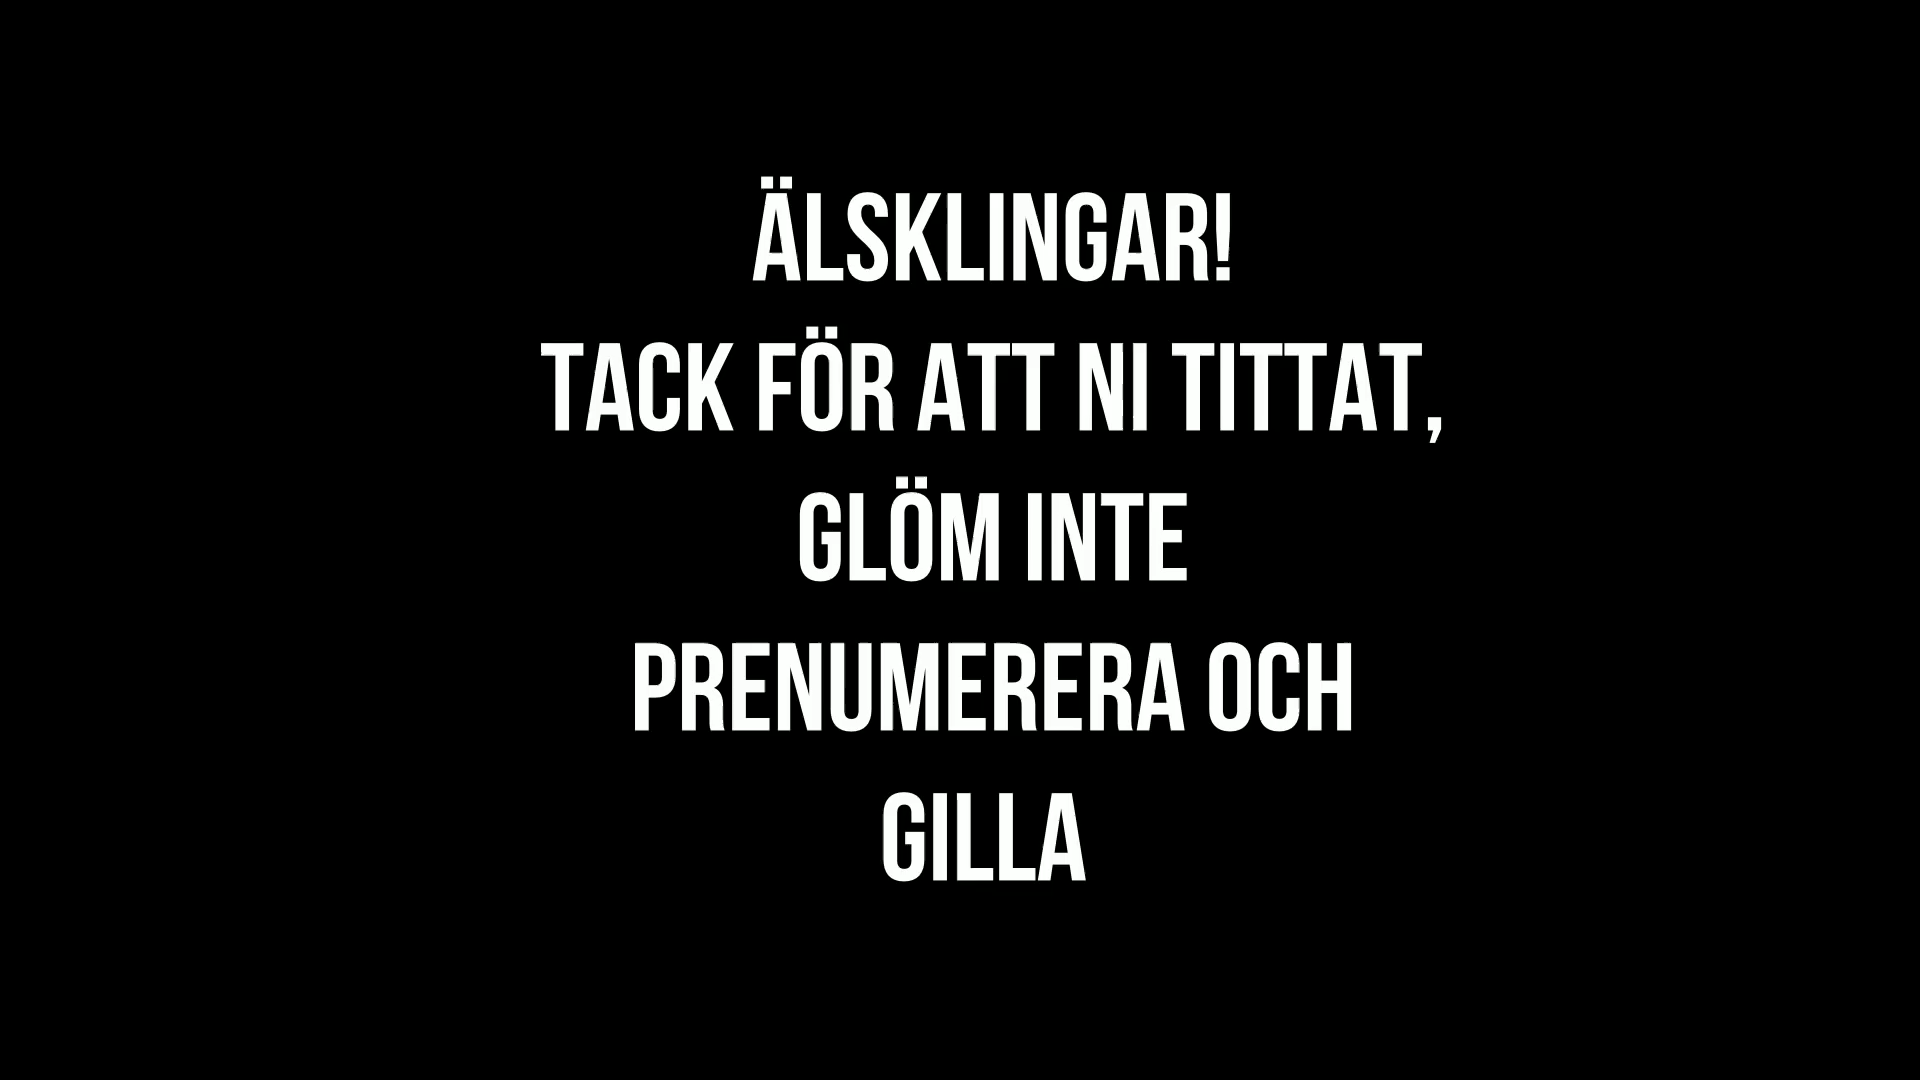 ÄLSKLINGAR!
TACK FÖR ATT NI TITTAT,
GLÖM INTE
PRENUMERERA OCH
GILLA